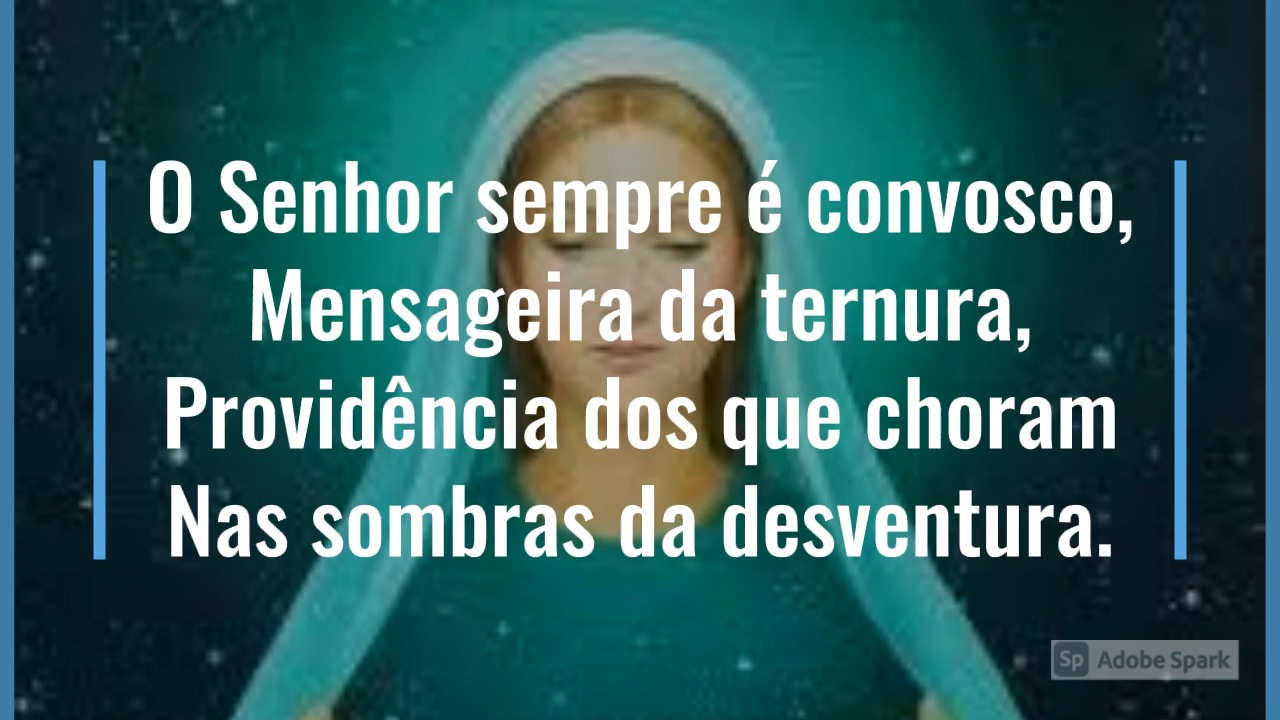 O Senhor sempre é convosco,
Mensageira da ternura,
Providência dos que choram
Nas sombras da desventura.
Sp Adobe Spark